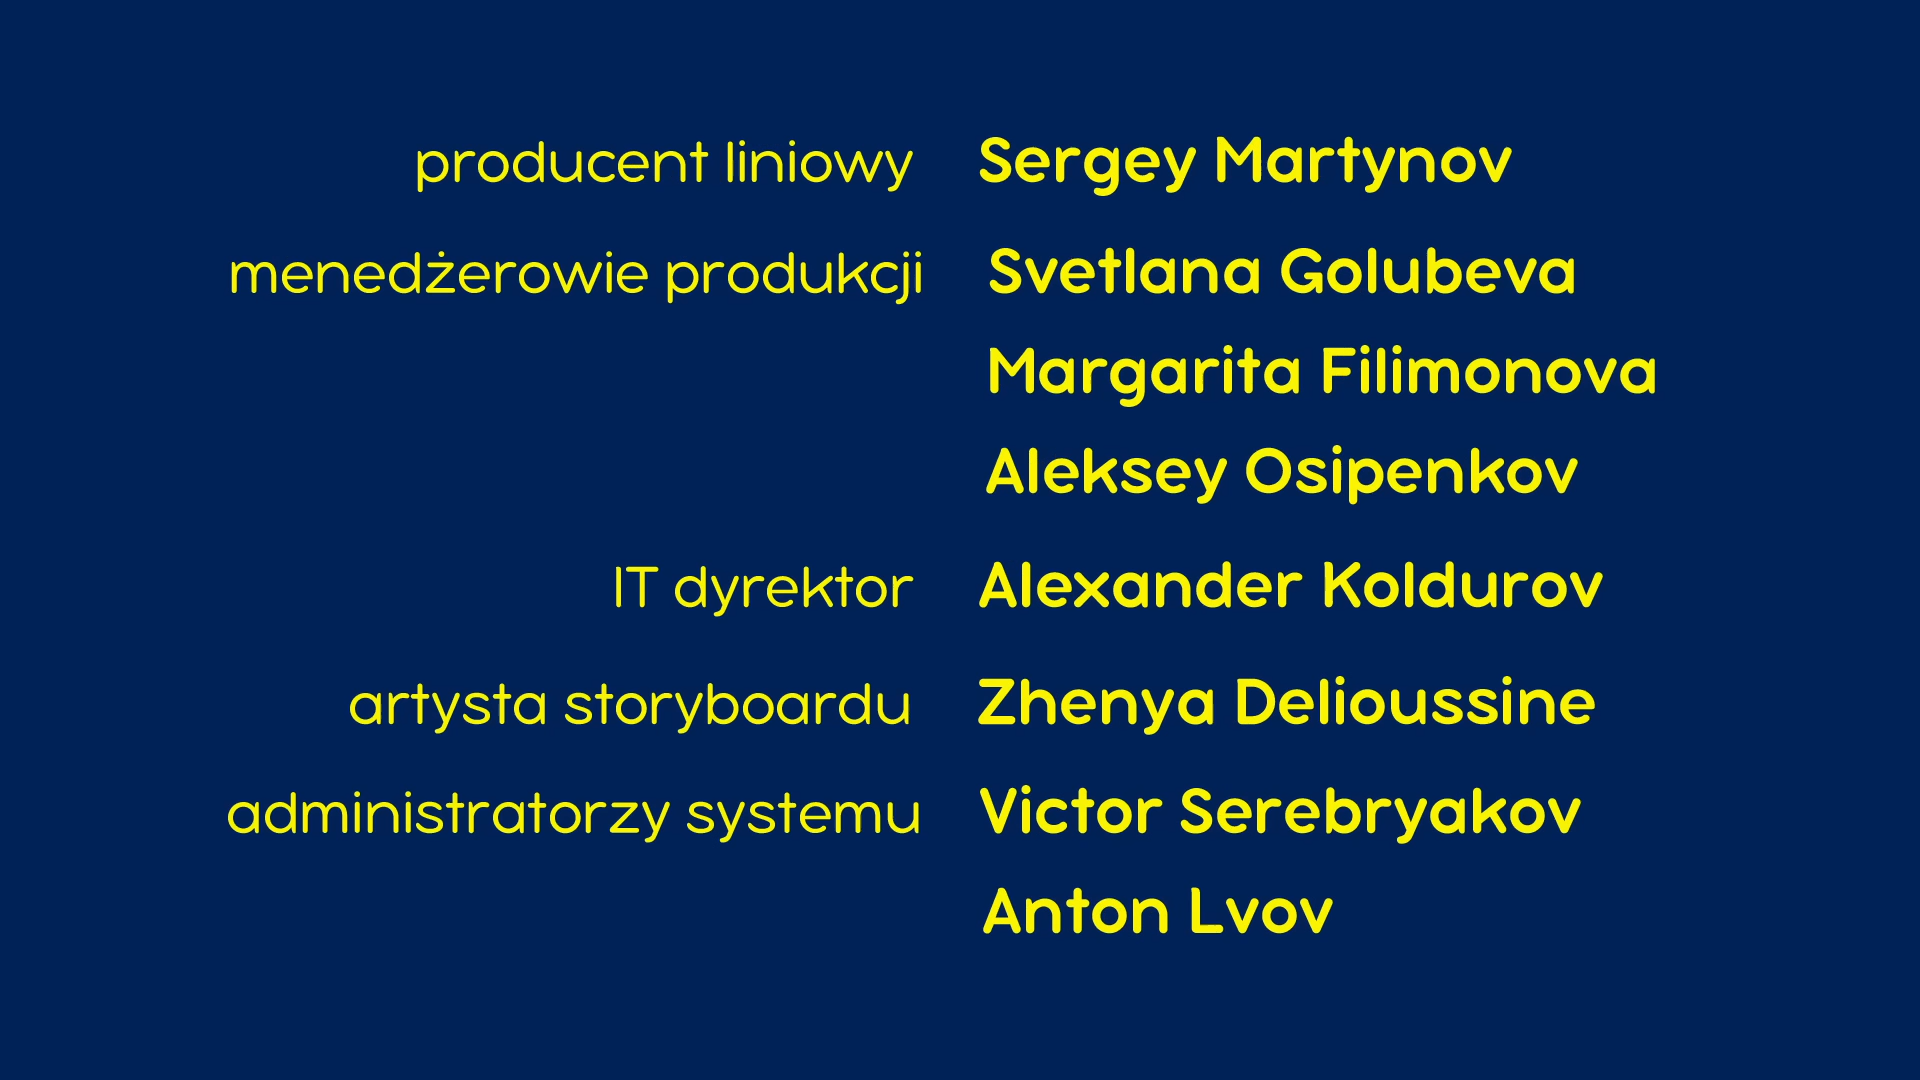 producent liniowy Sergey Martynov
menedżerowie produkcji Svetlana Golubeva
Margarita Filimonova
Aleksey Osipenkov
IT dyrektor Alexander Koldurov
artysta storyboardu Zhenya Delioussine
administratorzy systemu Victor Serebryakov
Anton Lvov